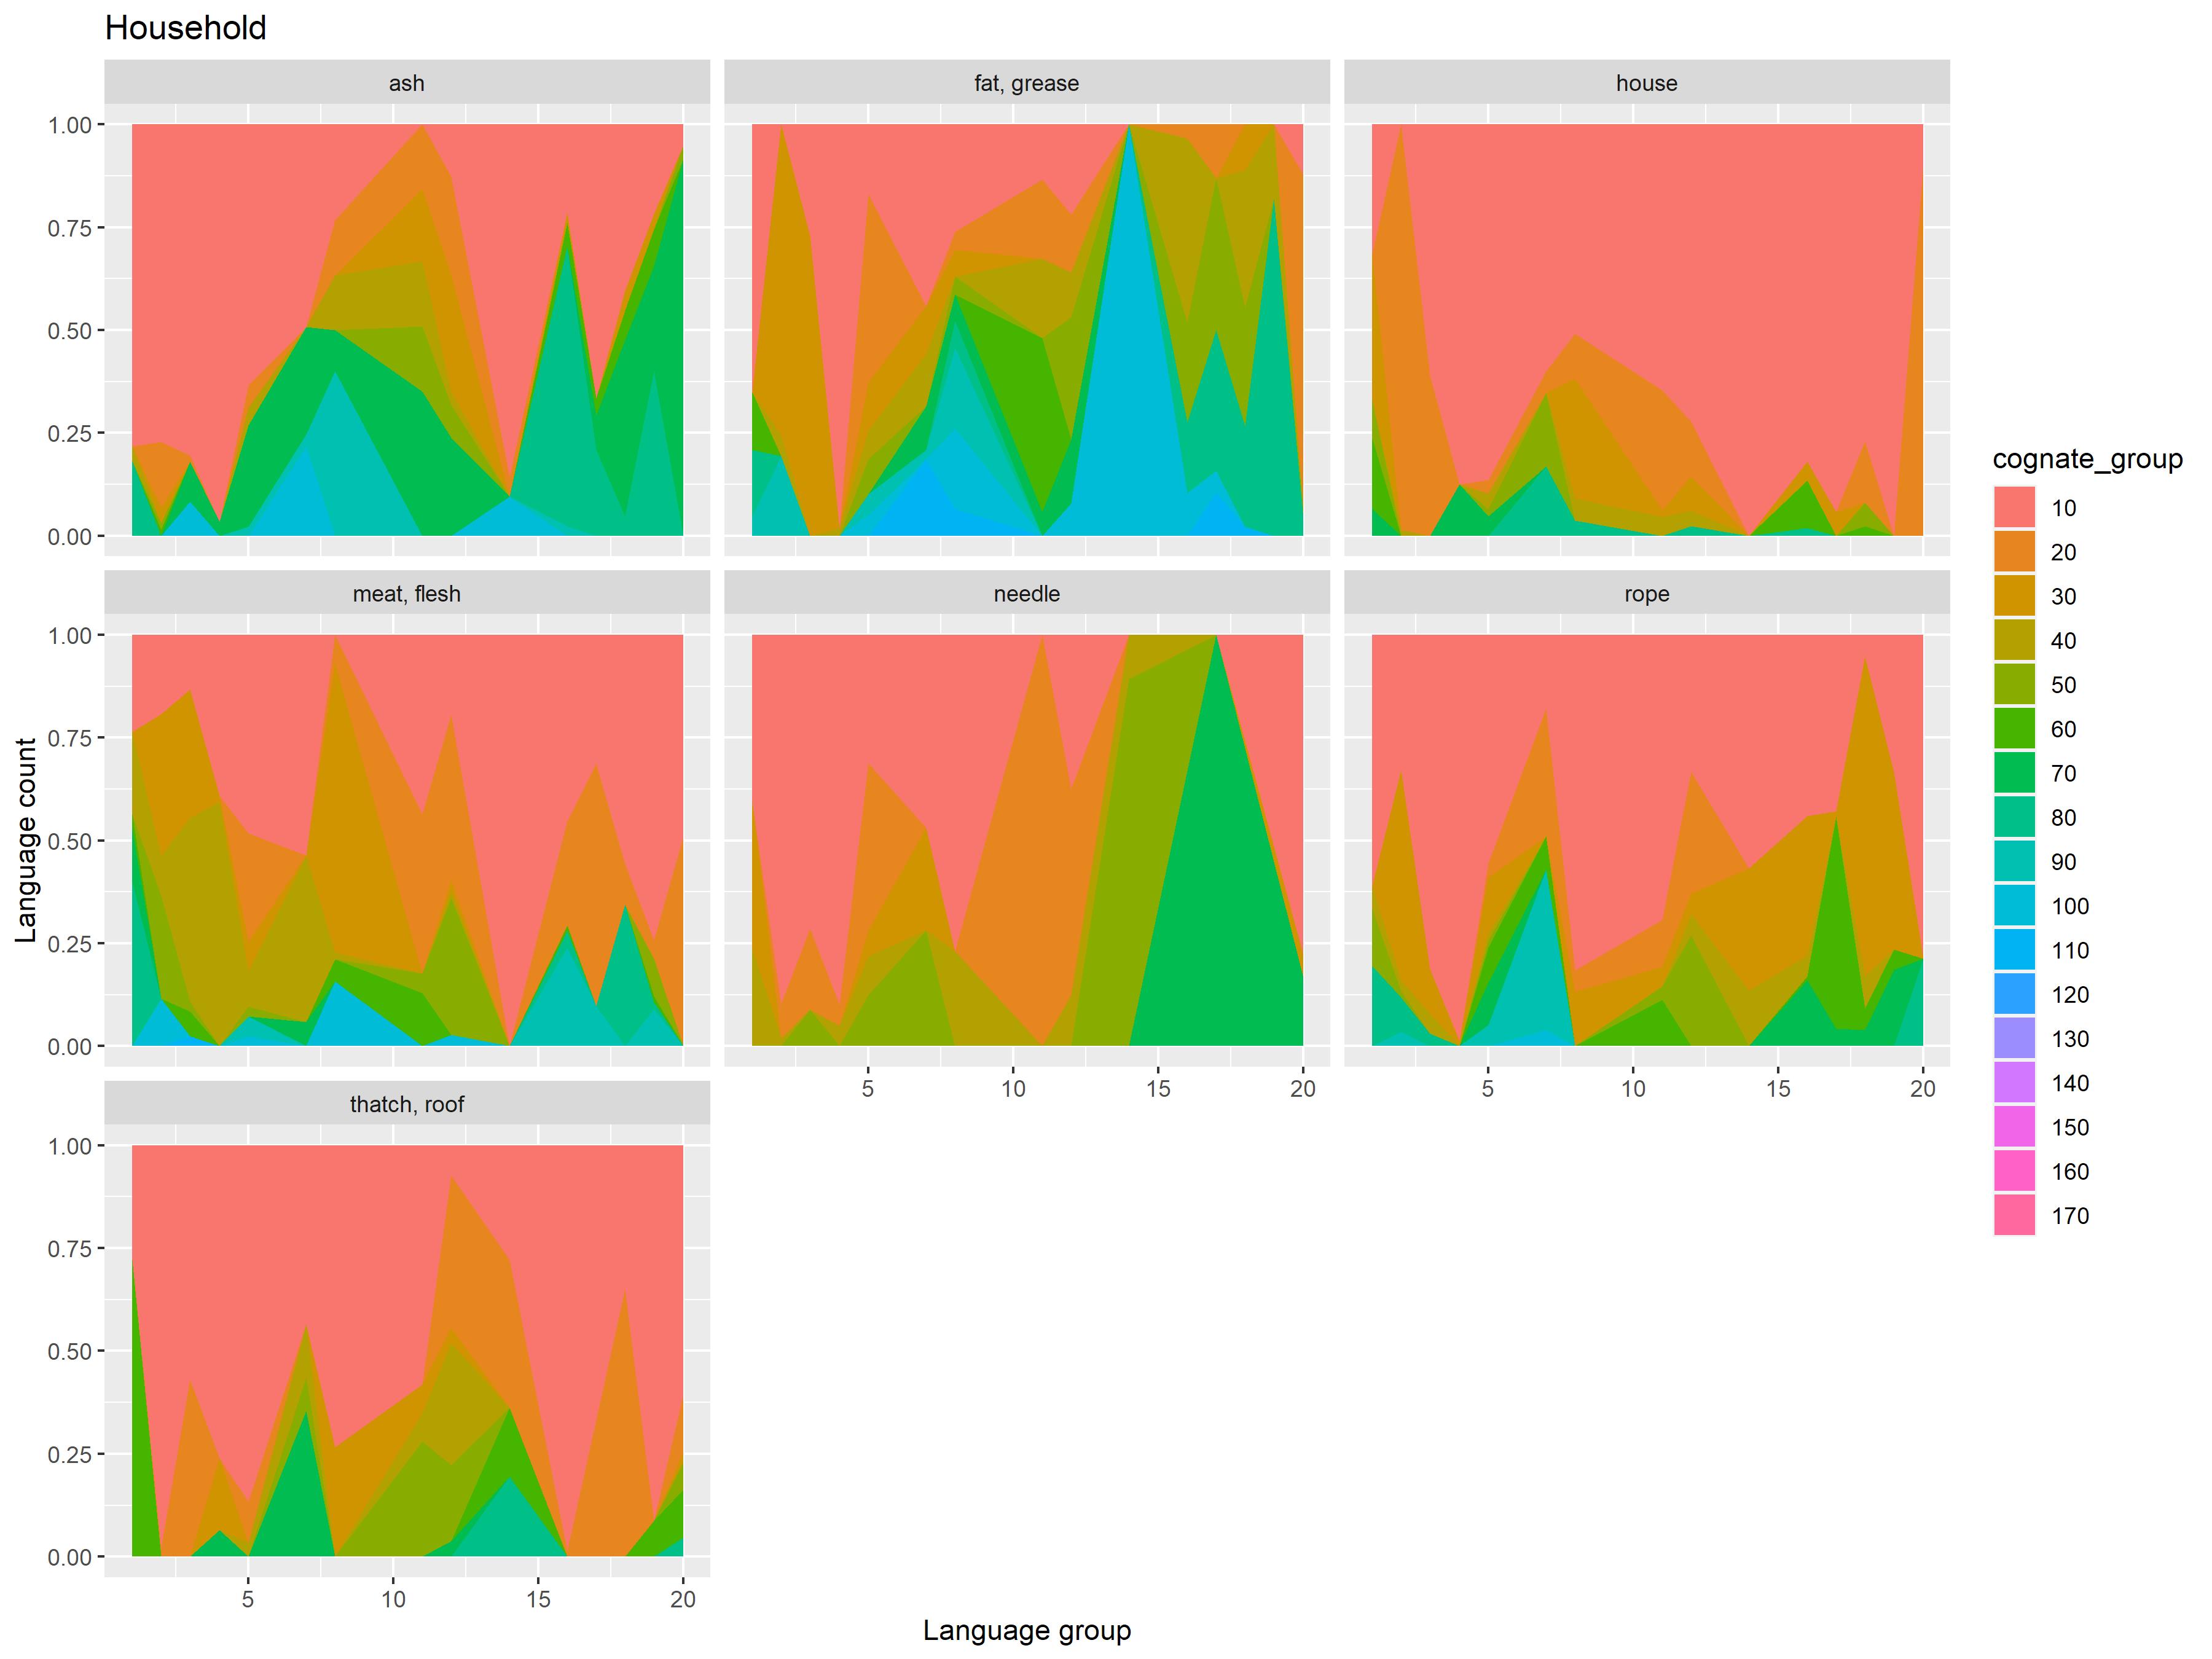 Household
ash
fat, grease
house
1.00
0.75
0.50
0.25
0.00
meat, flesh
needle
rope
1.00
0.75
0.50
0.25
0.00
5 10 15 20
5 10 15 20
thatch, roof
1.00
0.75
0.50
0.25
0.00
5 10 15 20
Language count
Language group
cognate_group
10
20
30
40
50
60
70
80
90
100
110
120
130
140
150
160
170